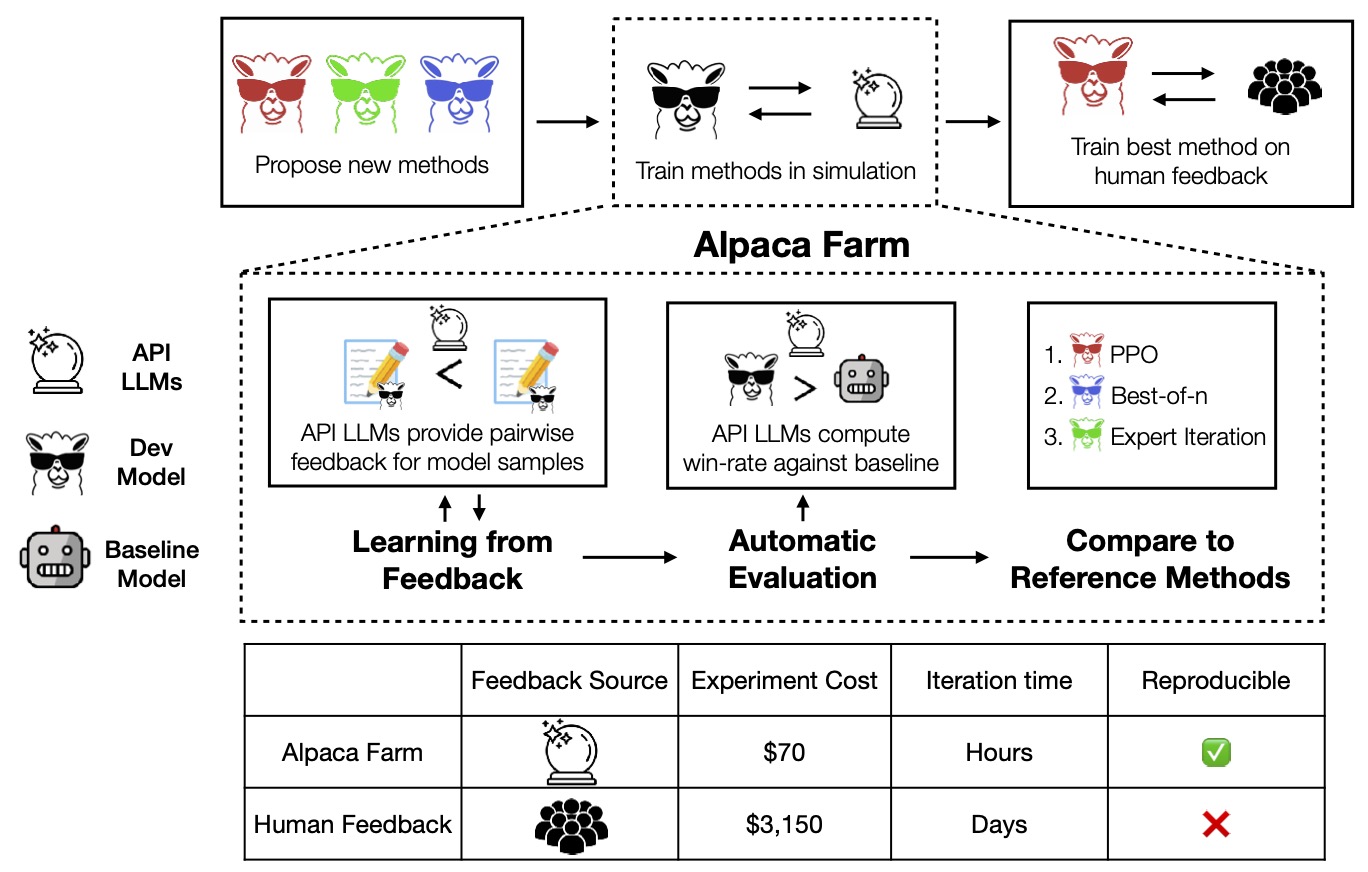 Propose new methods
Train methods in simulation
Train best method on
human feedback
Alpaca Farm
API
LLMs
Dev
Model
Baseline
Model
API LLMs provide pairwise
feedback for model samples
API LLMs compute
win-rate against baseline
1. PPO
2. Best-of-n
3. Expert Iteration
Learning from
Feedback
Automatic
Evaluation
Compare to
Reference Methods
Feedback Source Experiment Cost Iteration time Reproducible
Alpaca Farm $70 Hours
Human Feedback $3,150 Days